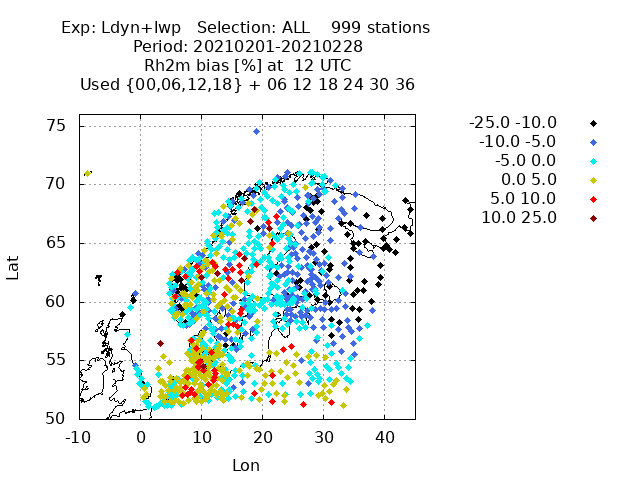 Exp: Ldyn+lwp   Selection: ALL    999 stations
Period: 20210201-20210228
Rh2m bias [%] at  12 UTC
Used {00,06,12,18} + 06 12 18 24 30 36
-25.0 -10.0
-10.0 -5.0
-5.0 0.0
0.0 5.0
5.0 10.0
10.0 25.0
75
70
65
60
55
50
Lat
-10 0 10 20 30 40
Lon